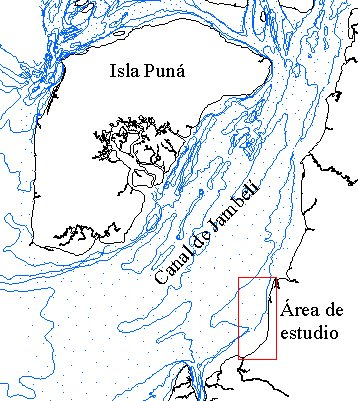 Isla Puná
Canal de Jambelí
Área de
estudio